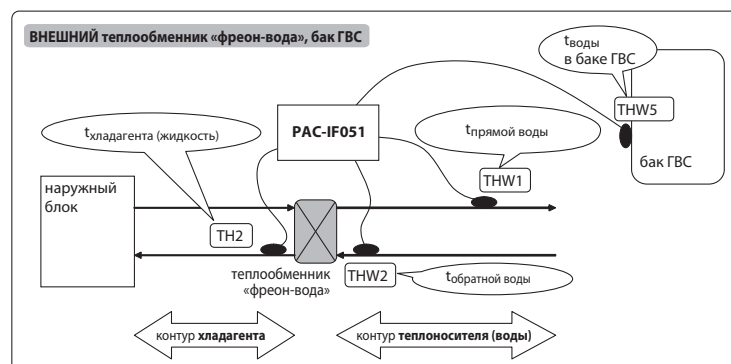 ВНЕШНИЙ теплообменник «фреон-вода», бак ГВС
tводы
в баке ГВС
THW5
бак ГВС
PAC-IF051
tхладагента (жидкость)
tпрямой воды
THW1
наружный
блок
TH2
теплообменник
«фреон-вода»
THW2
tобратной воды
контур хладагента
контур теплоносителя (воды)